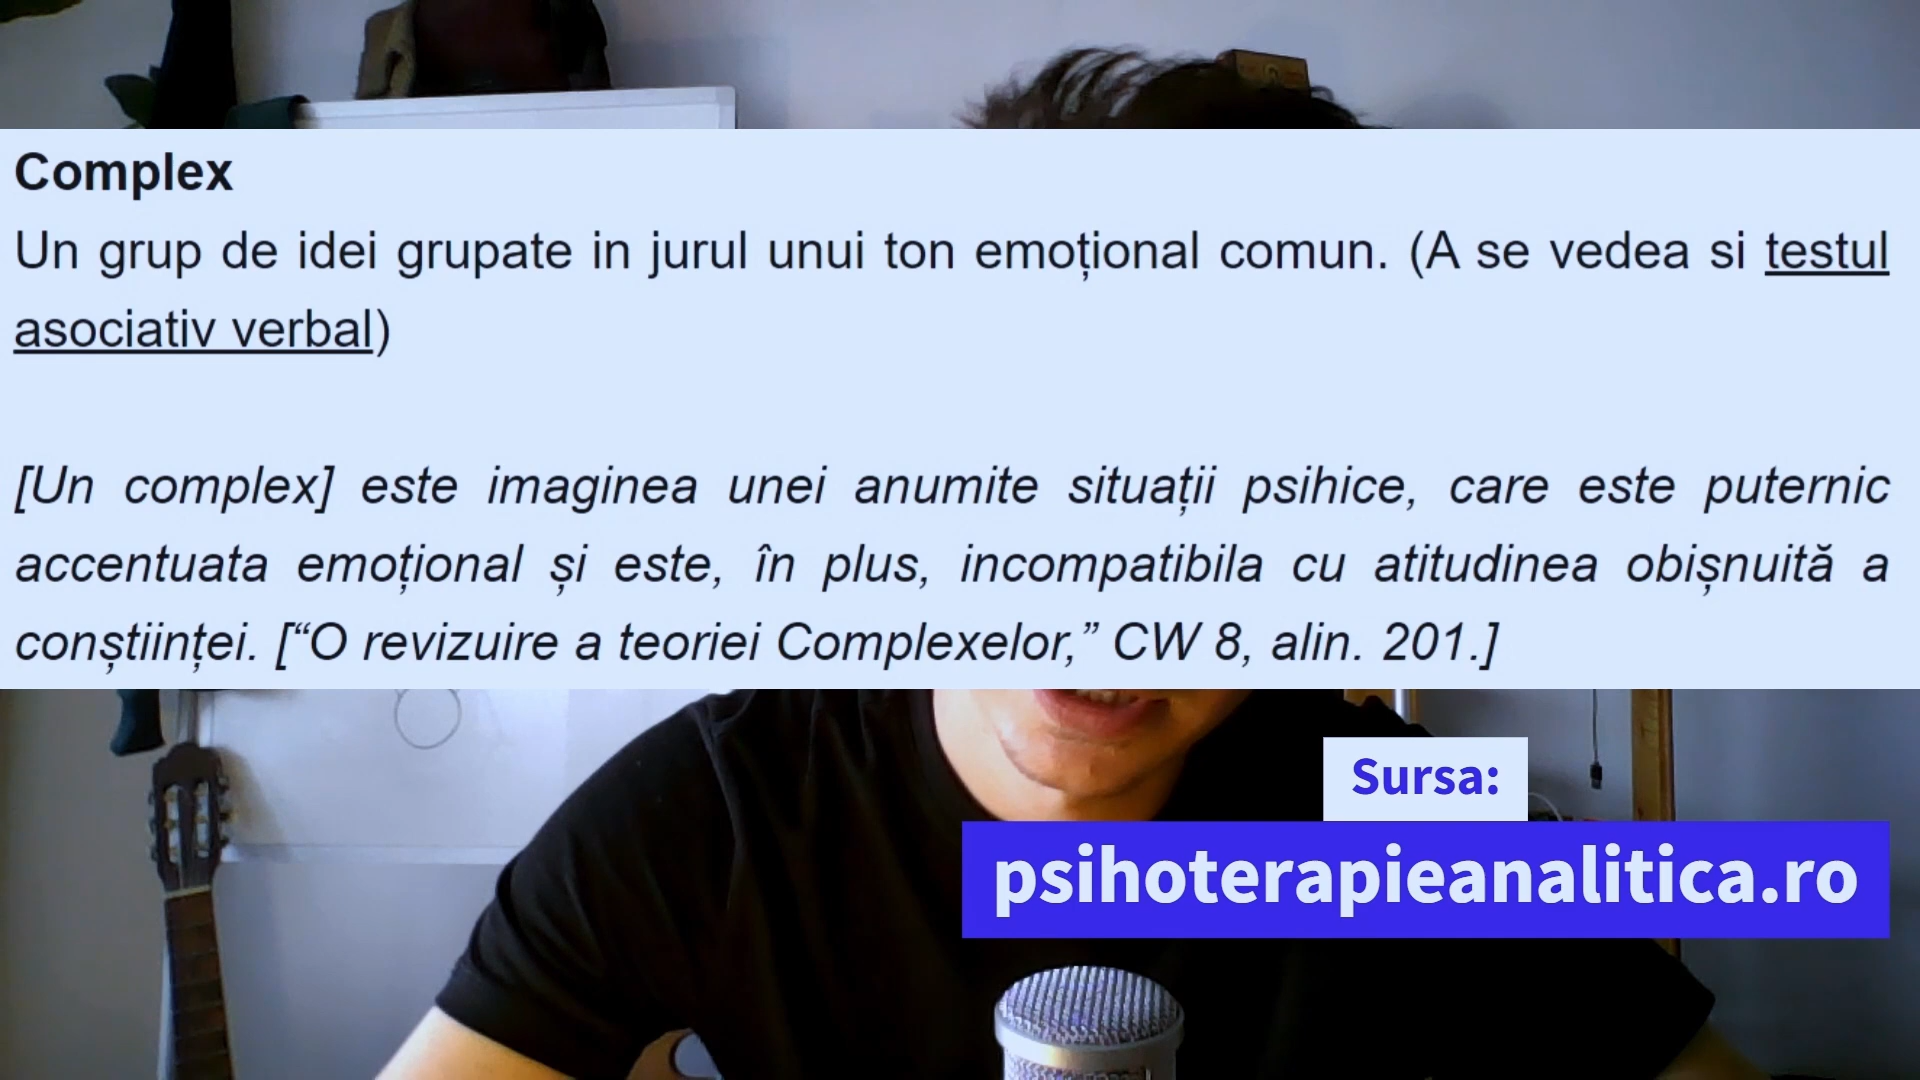 Complex
Un grup de idei grupate in jurul unui ton emoțional comun. (A se vedea si testul
asociativ verbal)
[Un complex] este imaginea unei anumite situații psihice, care este puternic
accentuata emoțional și este, în plus, incompatibila cu atitudinea obișnuită a
conștiinței. [“O revizuire a teoriei Complexelor,” CW 8, alin. 201.]
Sursa:
psihoterapieanalitica.ro